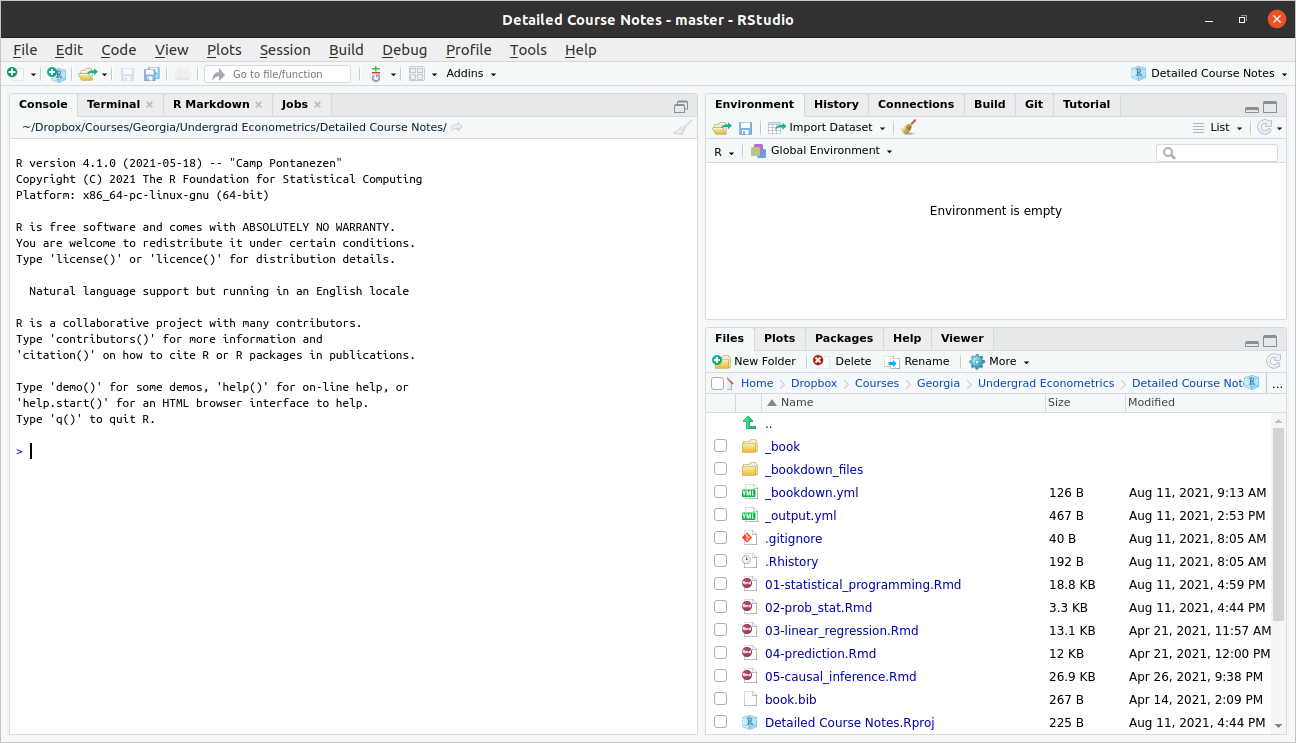 Detailed Course Notes - master - RStudio
File Edit Code View Plots Session Build Debug Profile Tools Help
Go to file/function Addins Detailed Course Notes
Console Terminal R Markdown Jobs
~/Dropbox/Courses/Georgia/Undergrad Econometrics/Detailed Course Notes/
R version 4.1.0 (2021-05-18) -- "Camp Pontanezen"
Copyright (C) 2021 The R Foundation for Statistical Computing
Platform: x86_64-pc-linux-gnu (64-bit)
R is free software and comes with ABSOLUTELY NO WARRANTY.
You are welcome to redistribute it under certain conditions.
Type 'license()' or 'licence()' for distribution details.
Natural language support but running in an English locale
R is a collaborative project with many contributors.
Type 'contributors()' for more information and
'citation()' on how to cite R or R packages in publications.
Type 'demo()' for some demos, 'help()' for on-line help, or
'help.start()' for an HTML browser interface to help.
Type 'q()' to quit R.
>
Environment History Connections Build Git Tutorial
Import Dataset List
R Global Environment
Environment is empty
Files Plots Packages Help Viewer
New Folder Delete Rename More
Home Dropbox Courses Georgia Undergrad Econometrics Detailed Course Not ...
Name Size Modified
..
_book
_bookdown_files
_bookdown.yml 126 B Aug 11, 2021, 9:13 AM
_output.yml 467 B Aug 11, 2021, 2:53 PM
.gitignore 40 B Aug 11, 2021, 8:05 AM
.Rhistory 192 B Aug 11, 2021, 8:05 AM
01-statistical_programming.Rmd 18.8 KB Aug 11, 2021, 4:59 PM
02-prob_stat.Rmd 3.3 KB Aug 11, 2021, 4:44 PM
03-linear_regression.Rmd 13.1 KB Apr 21, 2021, 11:57 AM
04-prediction.Rmd 12 KB Apr 21, 2021, 12:00 PM
05-causal_inference.Rmd 26.9 KB Apr 26, 2021, 9:38 PM
book.bib 267 B Apr 14, 2021, 2:09 PM
Detailed Course Notes.Rproj 225 B Aug 11, 2021, 4:44 PM